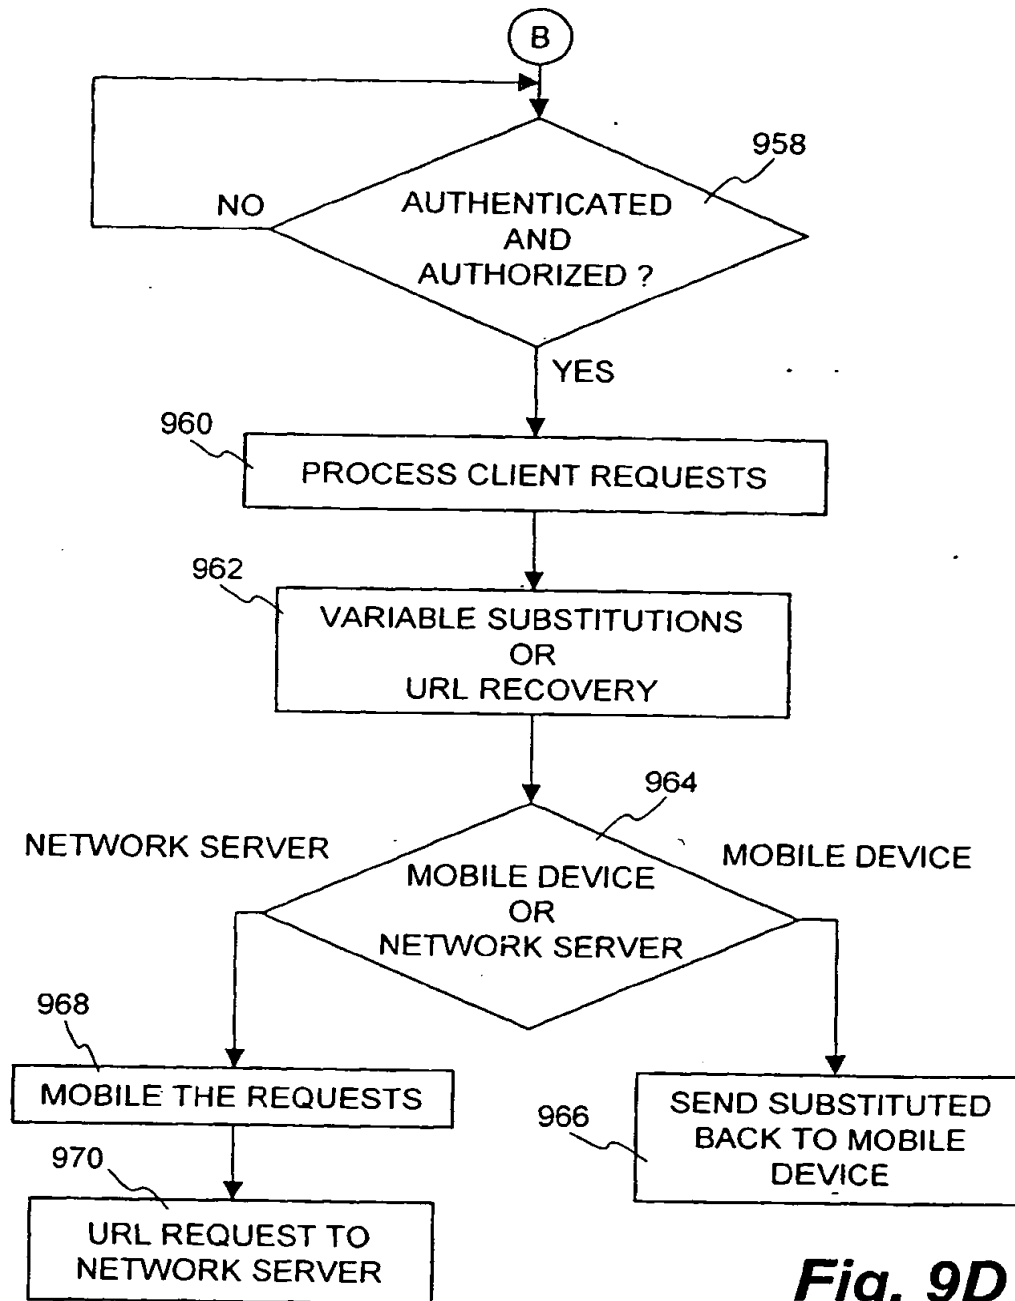 B
958
NO
AUTHENTICATED
AND
AUTHORIZED ?
YES
960
PROCESS CLIENT REQUESTS
962
VARIABLE SUBSTITUTIONS
OR
URL RECOVERY
964
NETWORK SERVER
MOBILE DEVICE
MOBILE DEVICE
OR
NETWORK SERVER
968
MOBILE THE REQUESTS
966
SEND SUBSTITUTED
BACK TO MOBILE
DEVICE
970
URL REQUEST TO
NETWORK SERVER
Fig. 9D